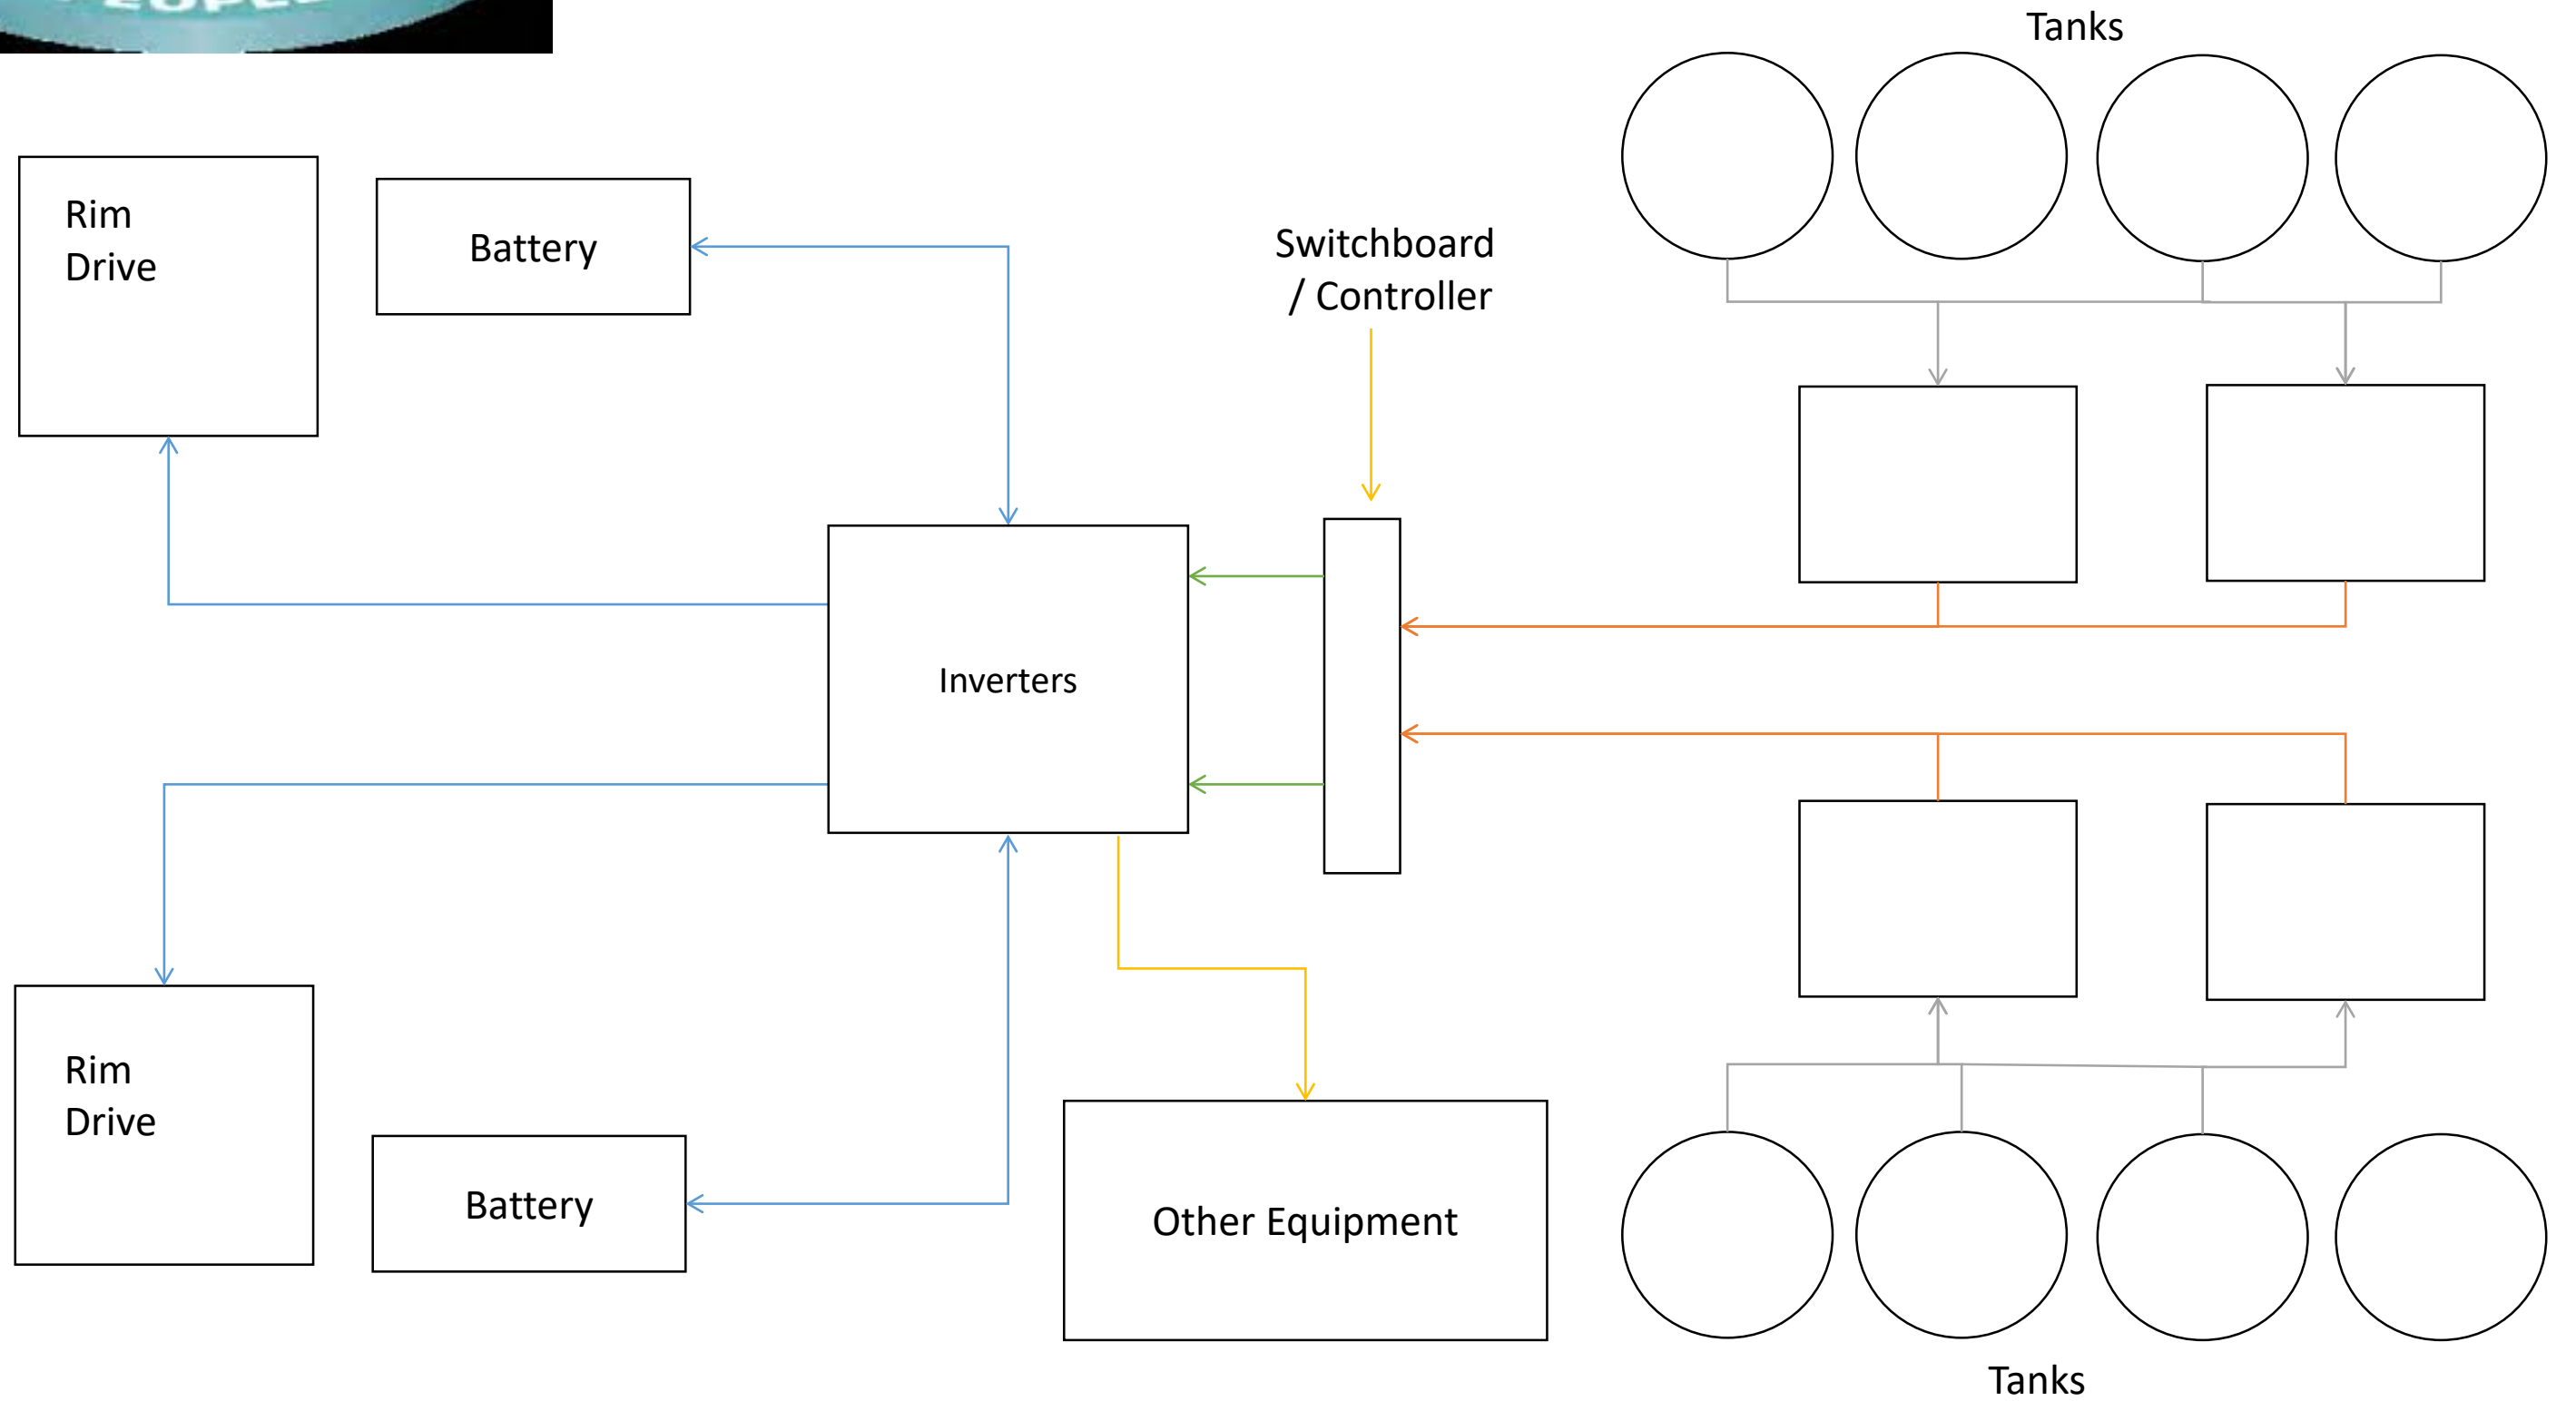 Tanks
Rim
Drive
Battery
Switchboard
/ Controller
Inverters
Rim
Drive
Battery
Other Equipment
Tanks